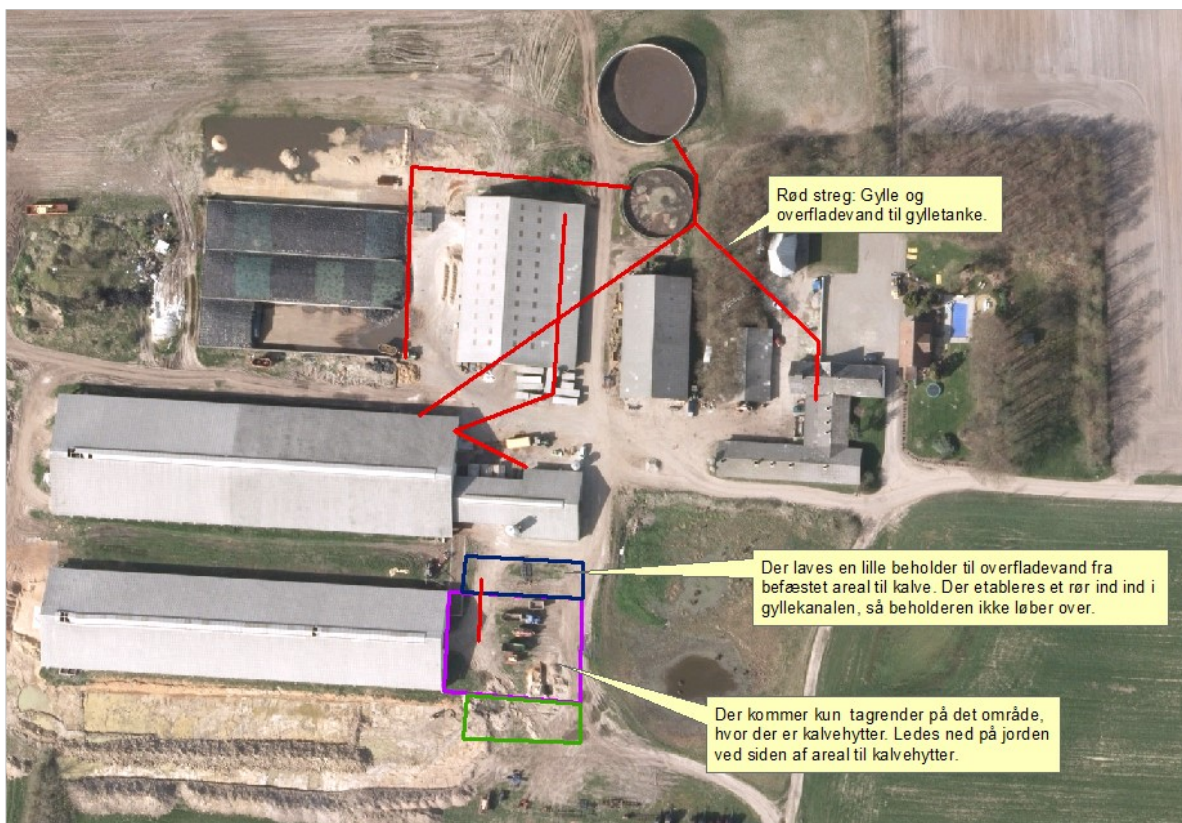 Rød streg: Gylle og
overfladevand til gylletanke.
Der laves en lille beholder til overfladevand fra
befæstet areal til kalve. Der etableres et rør ind ind i
gyllekanalen, så beholderen ikke løber over.
Der kommer kun  tagrender på det område,
hvor der er kalvehytter. Ledes ned på jorden
ved siden af areal til kalvehytter.